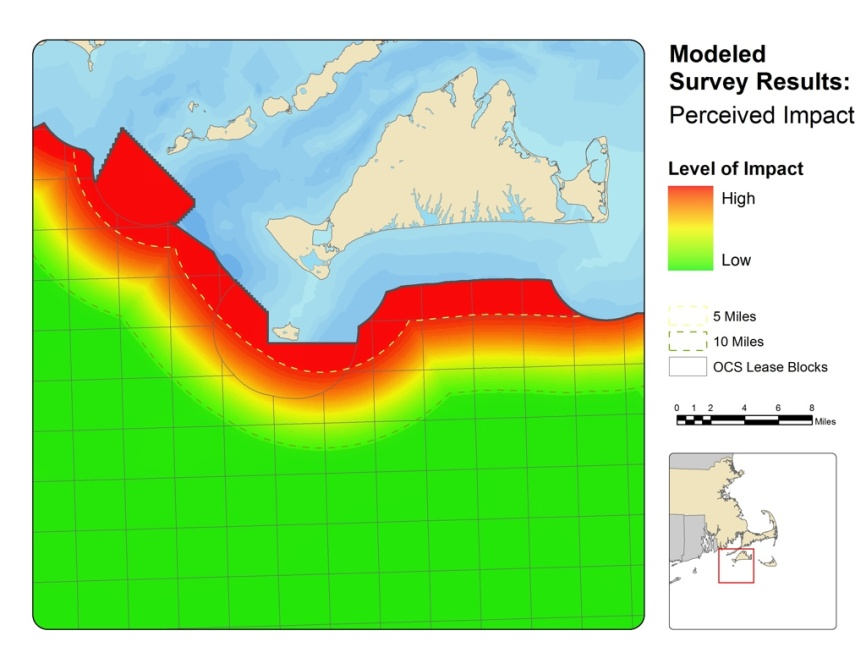 Modeled
Survey Results:
Perceived Impact
Level of Impact
High
Low
5 Miles
10 Miles
OCS Lease Blocks
0 1 2 4 6 8
Miles